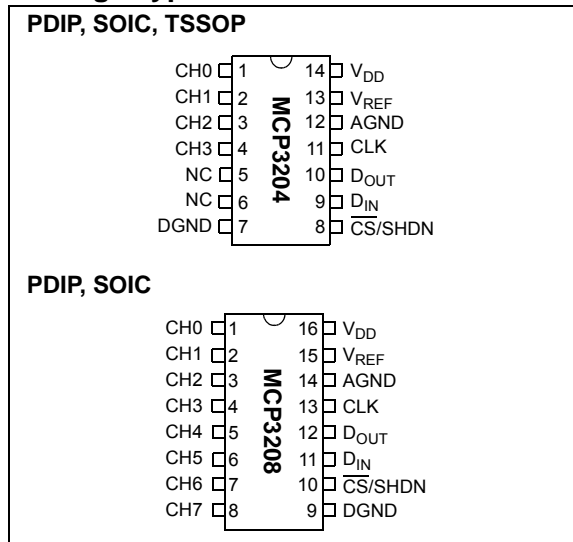 PDIP, SOIC, TSSOP
CH0 1 14 VDD
CH1 2 13 VREF
CH2 3 12 AGND
CH3 4 11 CLK
NC 5 10 DOUT
NC 6 9 DIN
DGND 7 8 CS/SHDN
MCP3204
PDIP, SOIC
CH0 1 16 VDD
CH1 2 15 VREF
CH2 3 14 AGND
CH3 4 13 CLK
CH4 5 12 DOUT
CH5 6 11 DIN
CH6 7 10 CS/SHDN
CH7 8 9 DGND
MCP3208